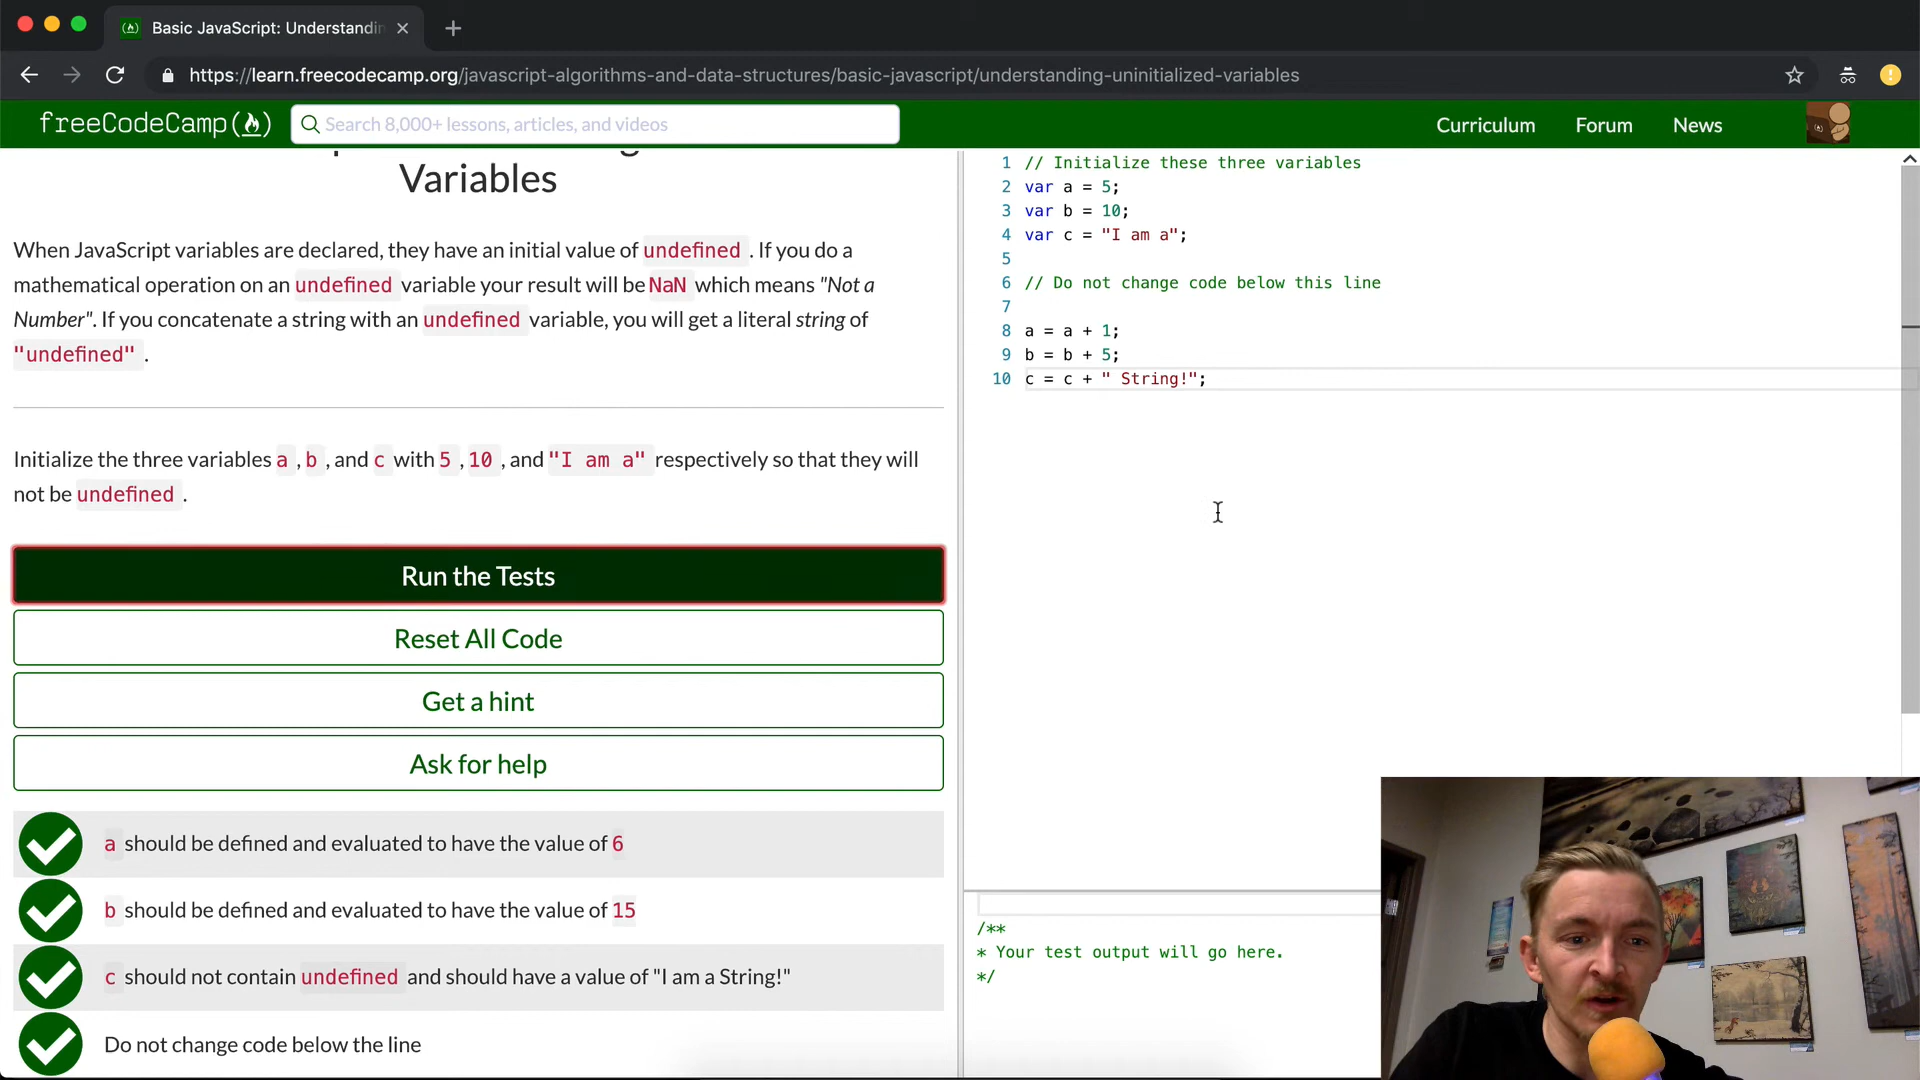 Basic JavaScript: Understandin
https://learn.freecodecamp.org/javascript-algorithms-and-data-structures/basic-javascript/understanding-uninitialized-variables
freeCodeCamp
Search 8,000+ lessons, articles, and videos
Curriculum Forum News
Variables
When JavaScript variables are declared, they have an initial value of undefined . If you do a
mathematical operation on an undefined variable your result will be NaN which means "Not a
Number". If you concatenate a string with an undefined variable, you will get a literal string of
"undefined" .
Initialize the three variables a , b , and c with 5 , 10 , and "I am a" respectively so that they will
not be undefined .
Run the Tests
Reset All Code
Get a hint
Ask for help
a should be defined and evaluated to have the value of 6
b should be defined and evaluated to have the value of 15
c should not contain undefined and should have a value of "I am a String!"
Do not change code below the line
1 // Initialize these three variables
2 var a = 5;
3 var b = 10;
4 var c = "I am a";
5
6 // Do not change code below this line
7
8 a = a + 1;
9 b = b + 5;
10 c = c + " String!";
/**
* Your test output will go here.
*/